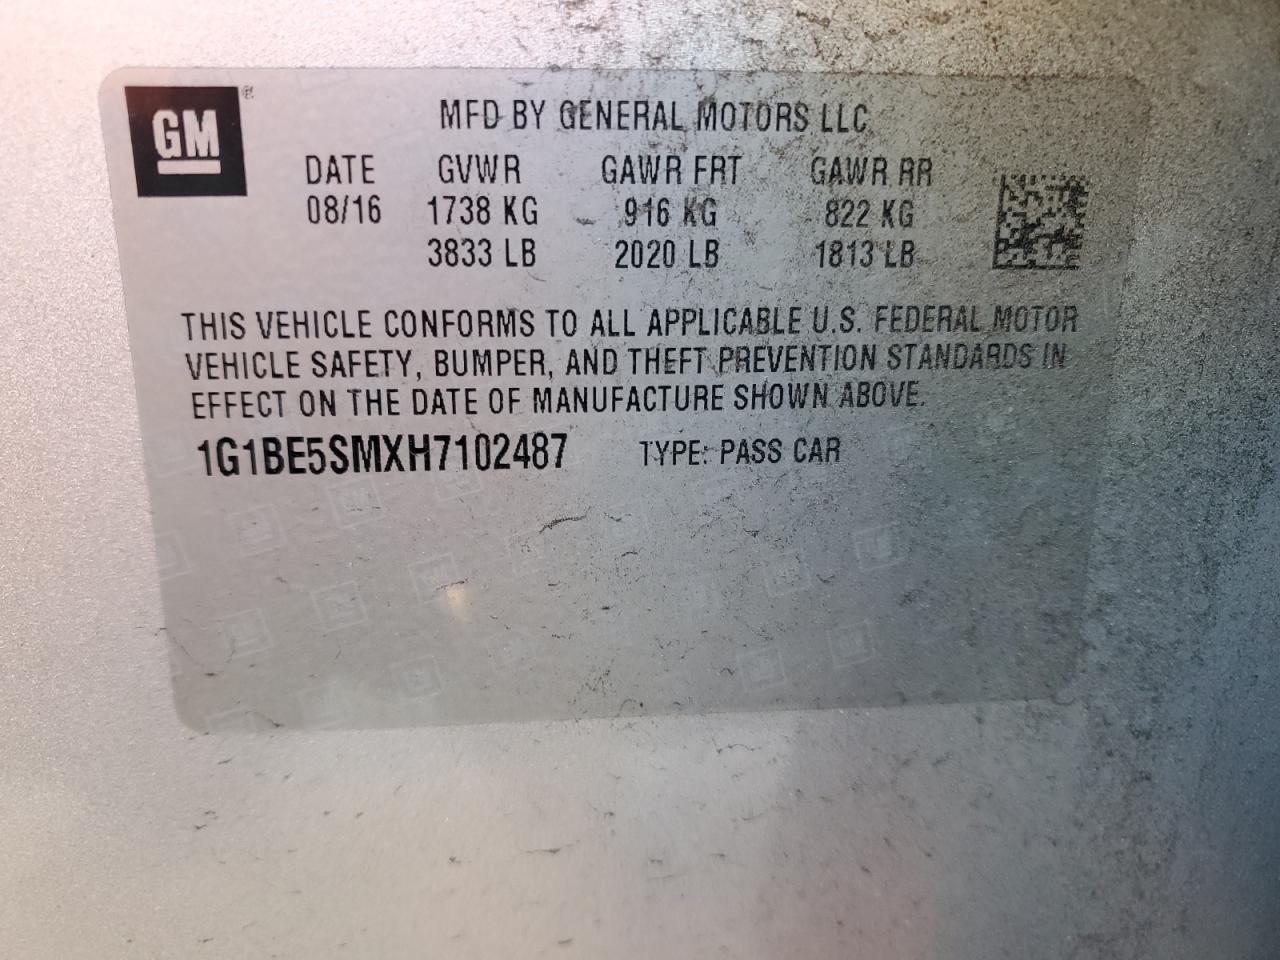 GM®
MFD BY GENERAL MOTORS LLC
DATE GVWR GAWR FRT GAWR RR
08/16 1738 KG 916 KG 822 KG
3833 LB 2020 LB 1813 LB
THIS VEHICLE CONFORMS TO ALL APPLICABLE U.S. FEDERAL MOTOR
VEHICLE SAFETY, BUMPER, AND THEFT PREVENTION STANDARDS IN
EFFECT ON THE DATE OF MANUFACTURE SHOWN ABOVE.
1G1BE5SMXH7102487 TYPE: PASS CAR